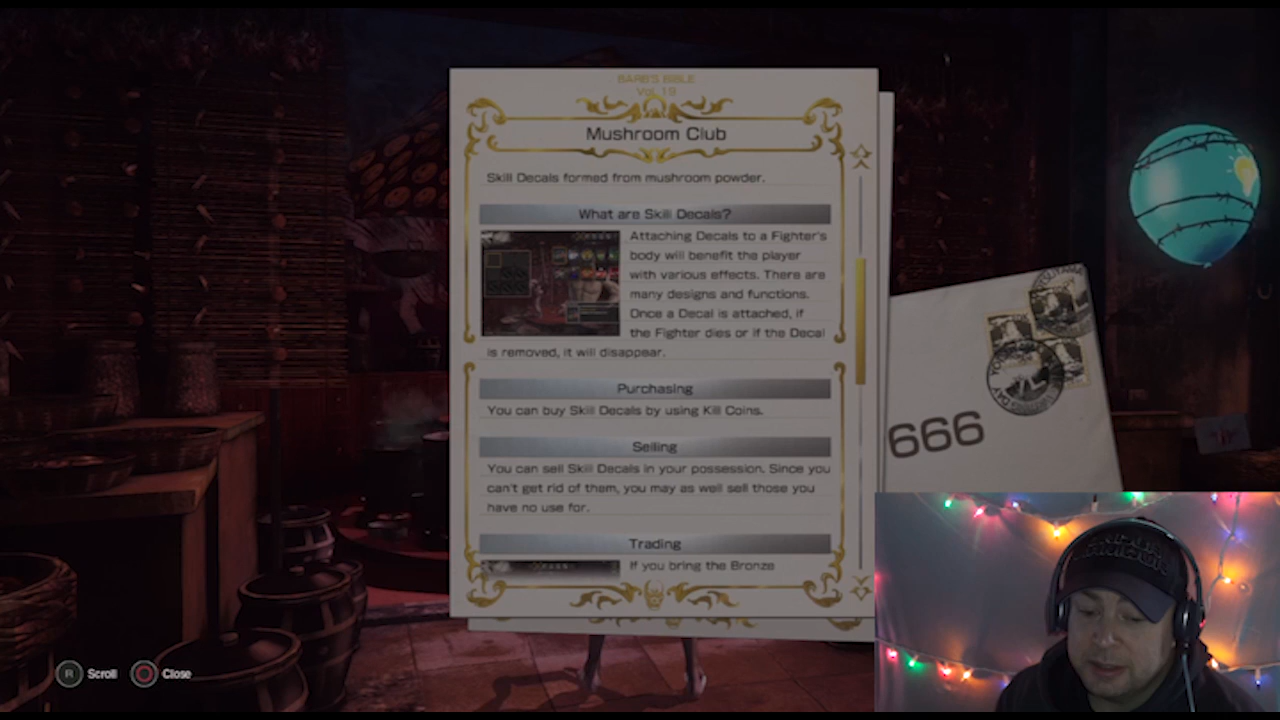 BARB'S BIBLE
Vol. 19
Mushroom Club
Skill Decals formed from mushroom powder.
What are Skill Decals?
Attaching Decals to a Fighter's
body will benefit the player
with various effects. There are
many designs and functions.
Once a Decal is attached, if
the Fighter dies or if the Decal
is removed, it will disappear.
Purchasing
You can buy Skill Decals by using Kill Coins.
Selling
You can sell Skill Decals in your possession. Since you
can't get rid of them, you may as well sell those you
have no use for.
Trading
If you bring the Bronze
666
R Scroll Close